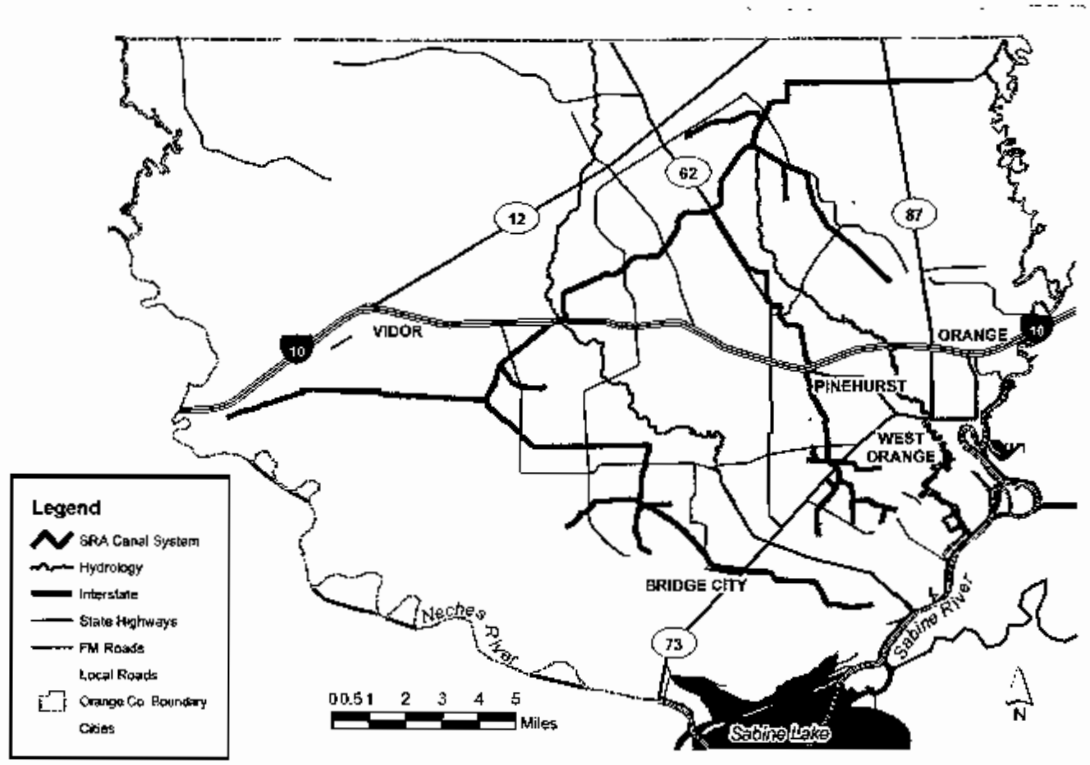 62
12
87
10
VIDOR
ORANGE
10
PINEHURST
WEST
ORANGE
Legend
SRA Canal System
Hydrology
Interstate
State Highways
FM Roads
Local Roads
Orange Co. Boundary
Cities
BRIDGE CITY
Neches
River
Sabine River
73
0 0.5 1 2 3 4 5
Miles
N
Sabine Lake